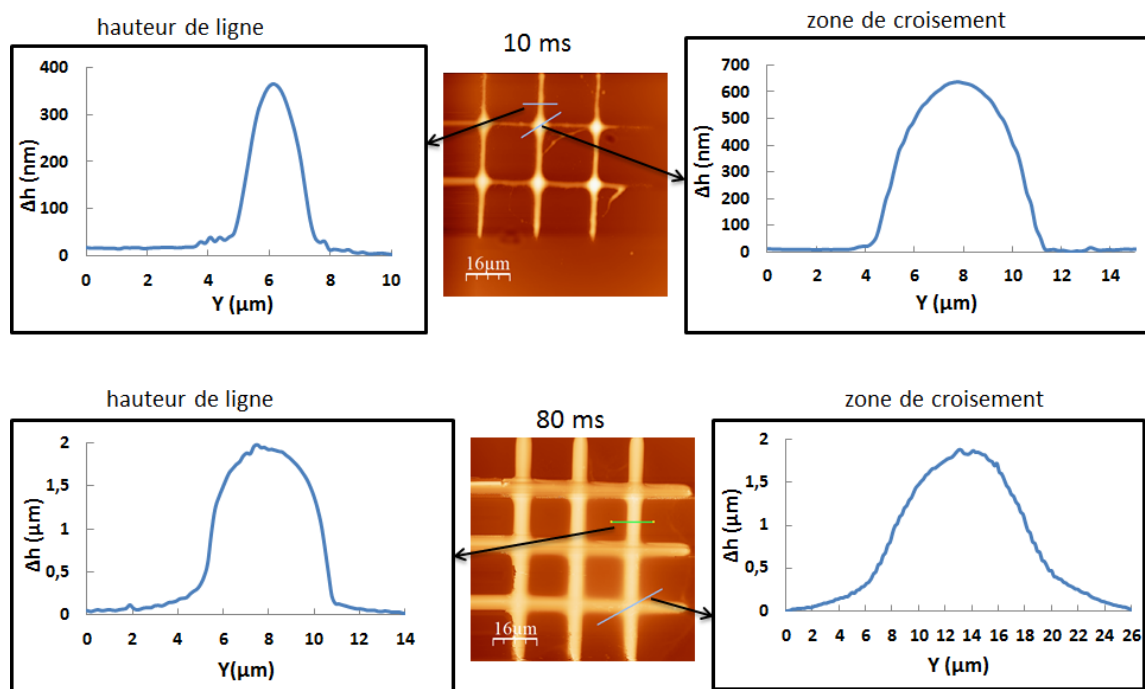 hauteur de ligne
10 ms
zone de croisement
400
300
200
100
0
Δh (nm)
0 2 4 6 8 10
Y (µm)
16µm
700
600
500
400
300
200
100
0
Δh (nm)
0 2 4 6 8 10 12 14
Y (µm)
hauteur de ligne
80 ms
zone de croisement
2
1,5
1
0,5
0
Δh (µm)
0 2 4 6 8 10 12 14
Y(µm)
16µm
2
1,5
1
0,5
0
Δh (µm)
0 2 4 6 8 10 12 14 16 18 20 22 24 26
Y (µm)